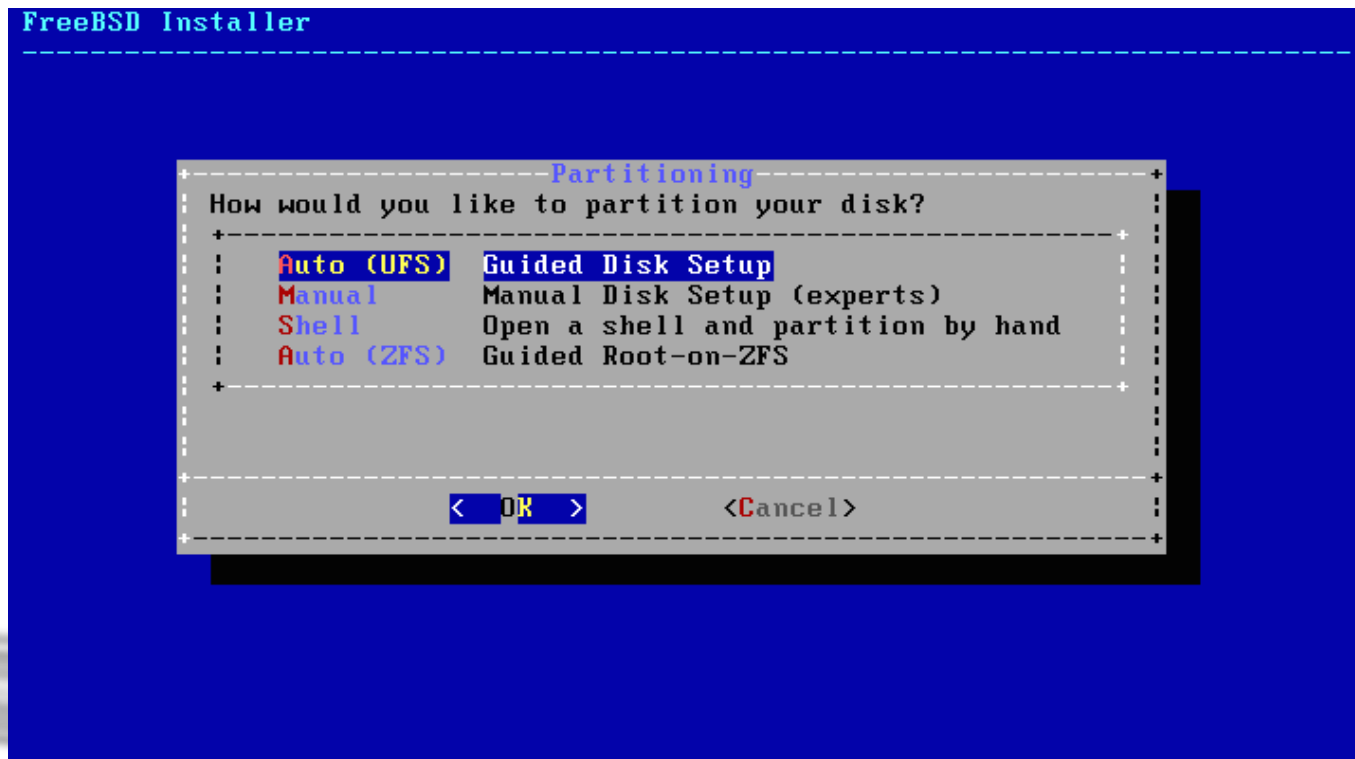 FreeBSD Installer
Partitioning
How would you like to partition your disk?
Auto (UFS) Guided Disk Setup
Manual Manual Disk Setup (experts)
Shell Open a shell and partition by hand
Auto (ZFS) Guided Root-on-ZFS
< OK > <Cancel>